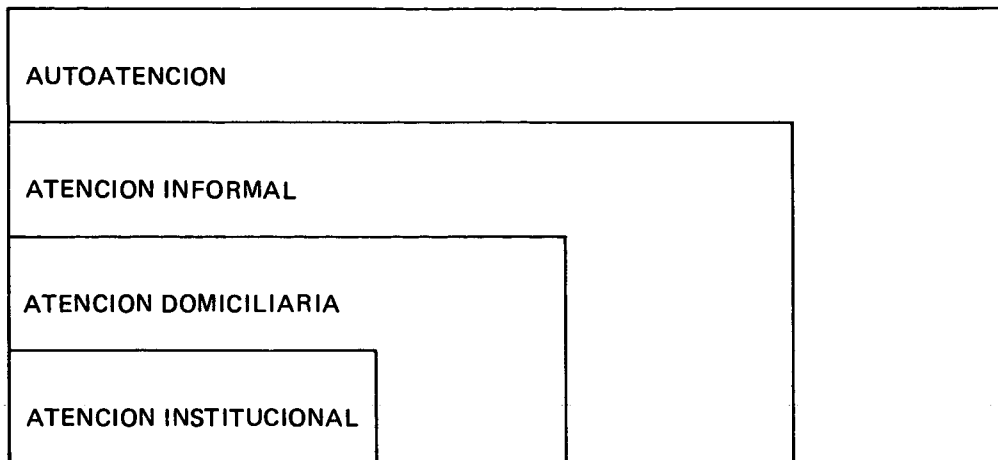 AUTOATENCION
ATENCION INFORMAL
ATENCION DOMICILIARIA
ATENCION INSTITUCIONAL